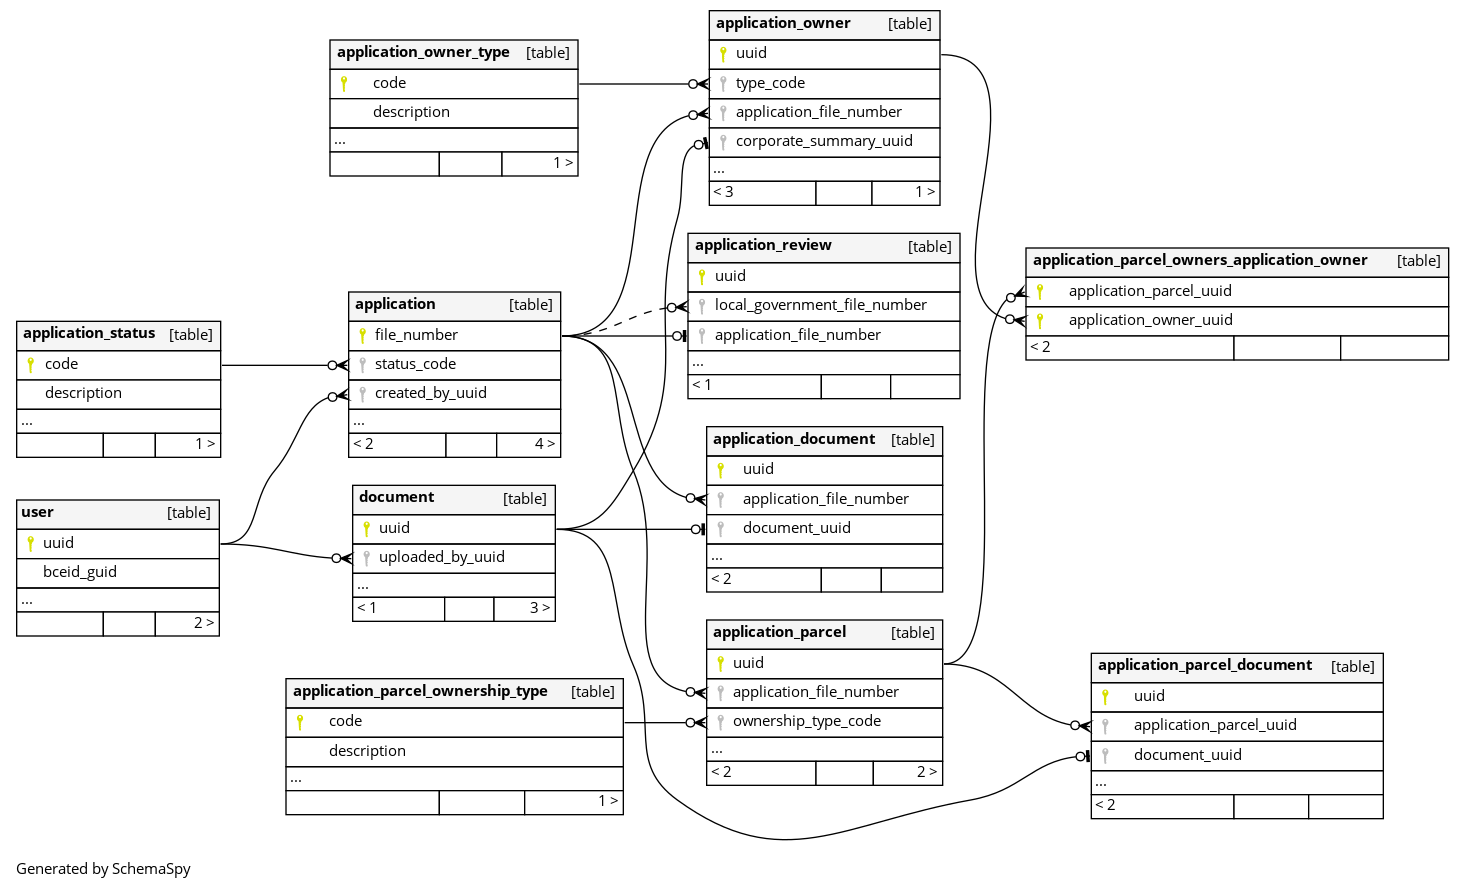 application_owner [table]
uuid
type_code
application_file_number
corporate_summary_uuid
...
< 3 1 >
application_owner_type [table]
code
description
...
1 >
application_review [table]
uuid
local_government_file_number
application_file_number
...
< 1
application_parcel_owners_application_owner [table]
application_parcel_uuid
application_owner_uuid
< 2
application [table]
file_number
status_code
created_by_uuid
...
< 2 4 >
application_status [table]
code
description
...
1 >
application_document [table]
uuid
application_file_number
document_uuid
...
< 2
document [table]
uuid
uploaded_by_uuid
...
< 1 3 >
user [table]
uuid
bceid_guid
...
2 >
application_parcel [table]
uuid
application_file_number
ownership_type_code
...
< 2 2 >
application_parcel_ownership_type [table]
code
description
...
1 >
application_parcel_document [table]
uuid
application_parcel_uuid
document_uuid
...
< 2
Generated by SchemaSpy